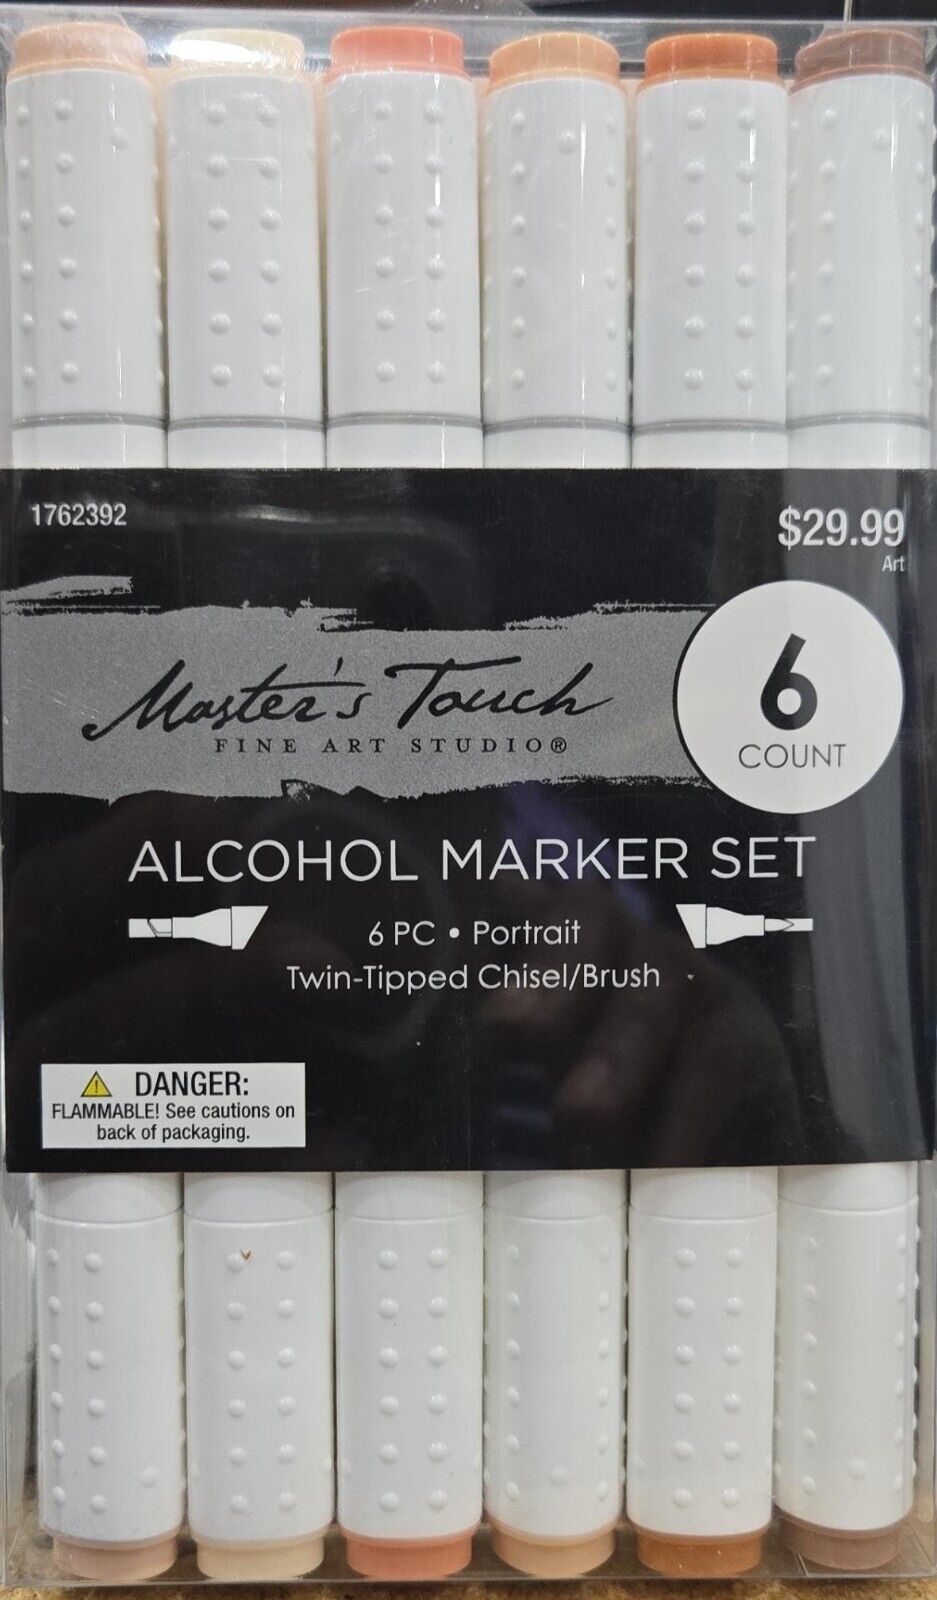 1762392
$29.99
Art
Master's Touch
FINE ART STUDIO®
6
COUNT
ALCOHOL MARKER SET
6 PC • Portrait
Twin-Tipped Chisel/Brush
DANGER:
FLAMMABLE! See cautions on
back of packaging.